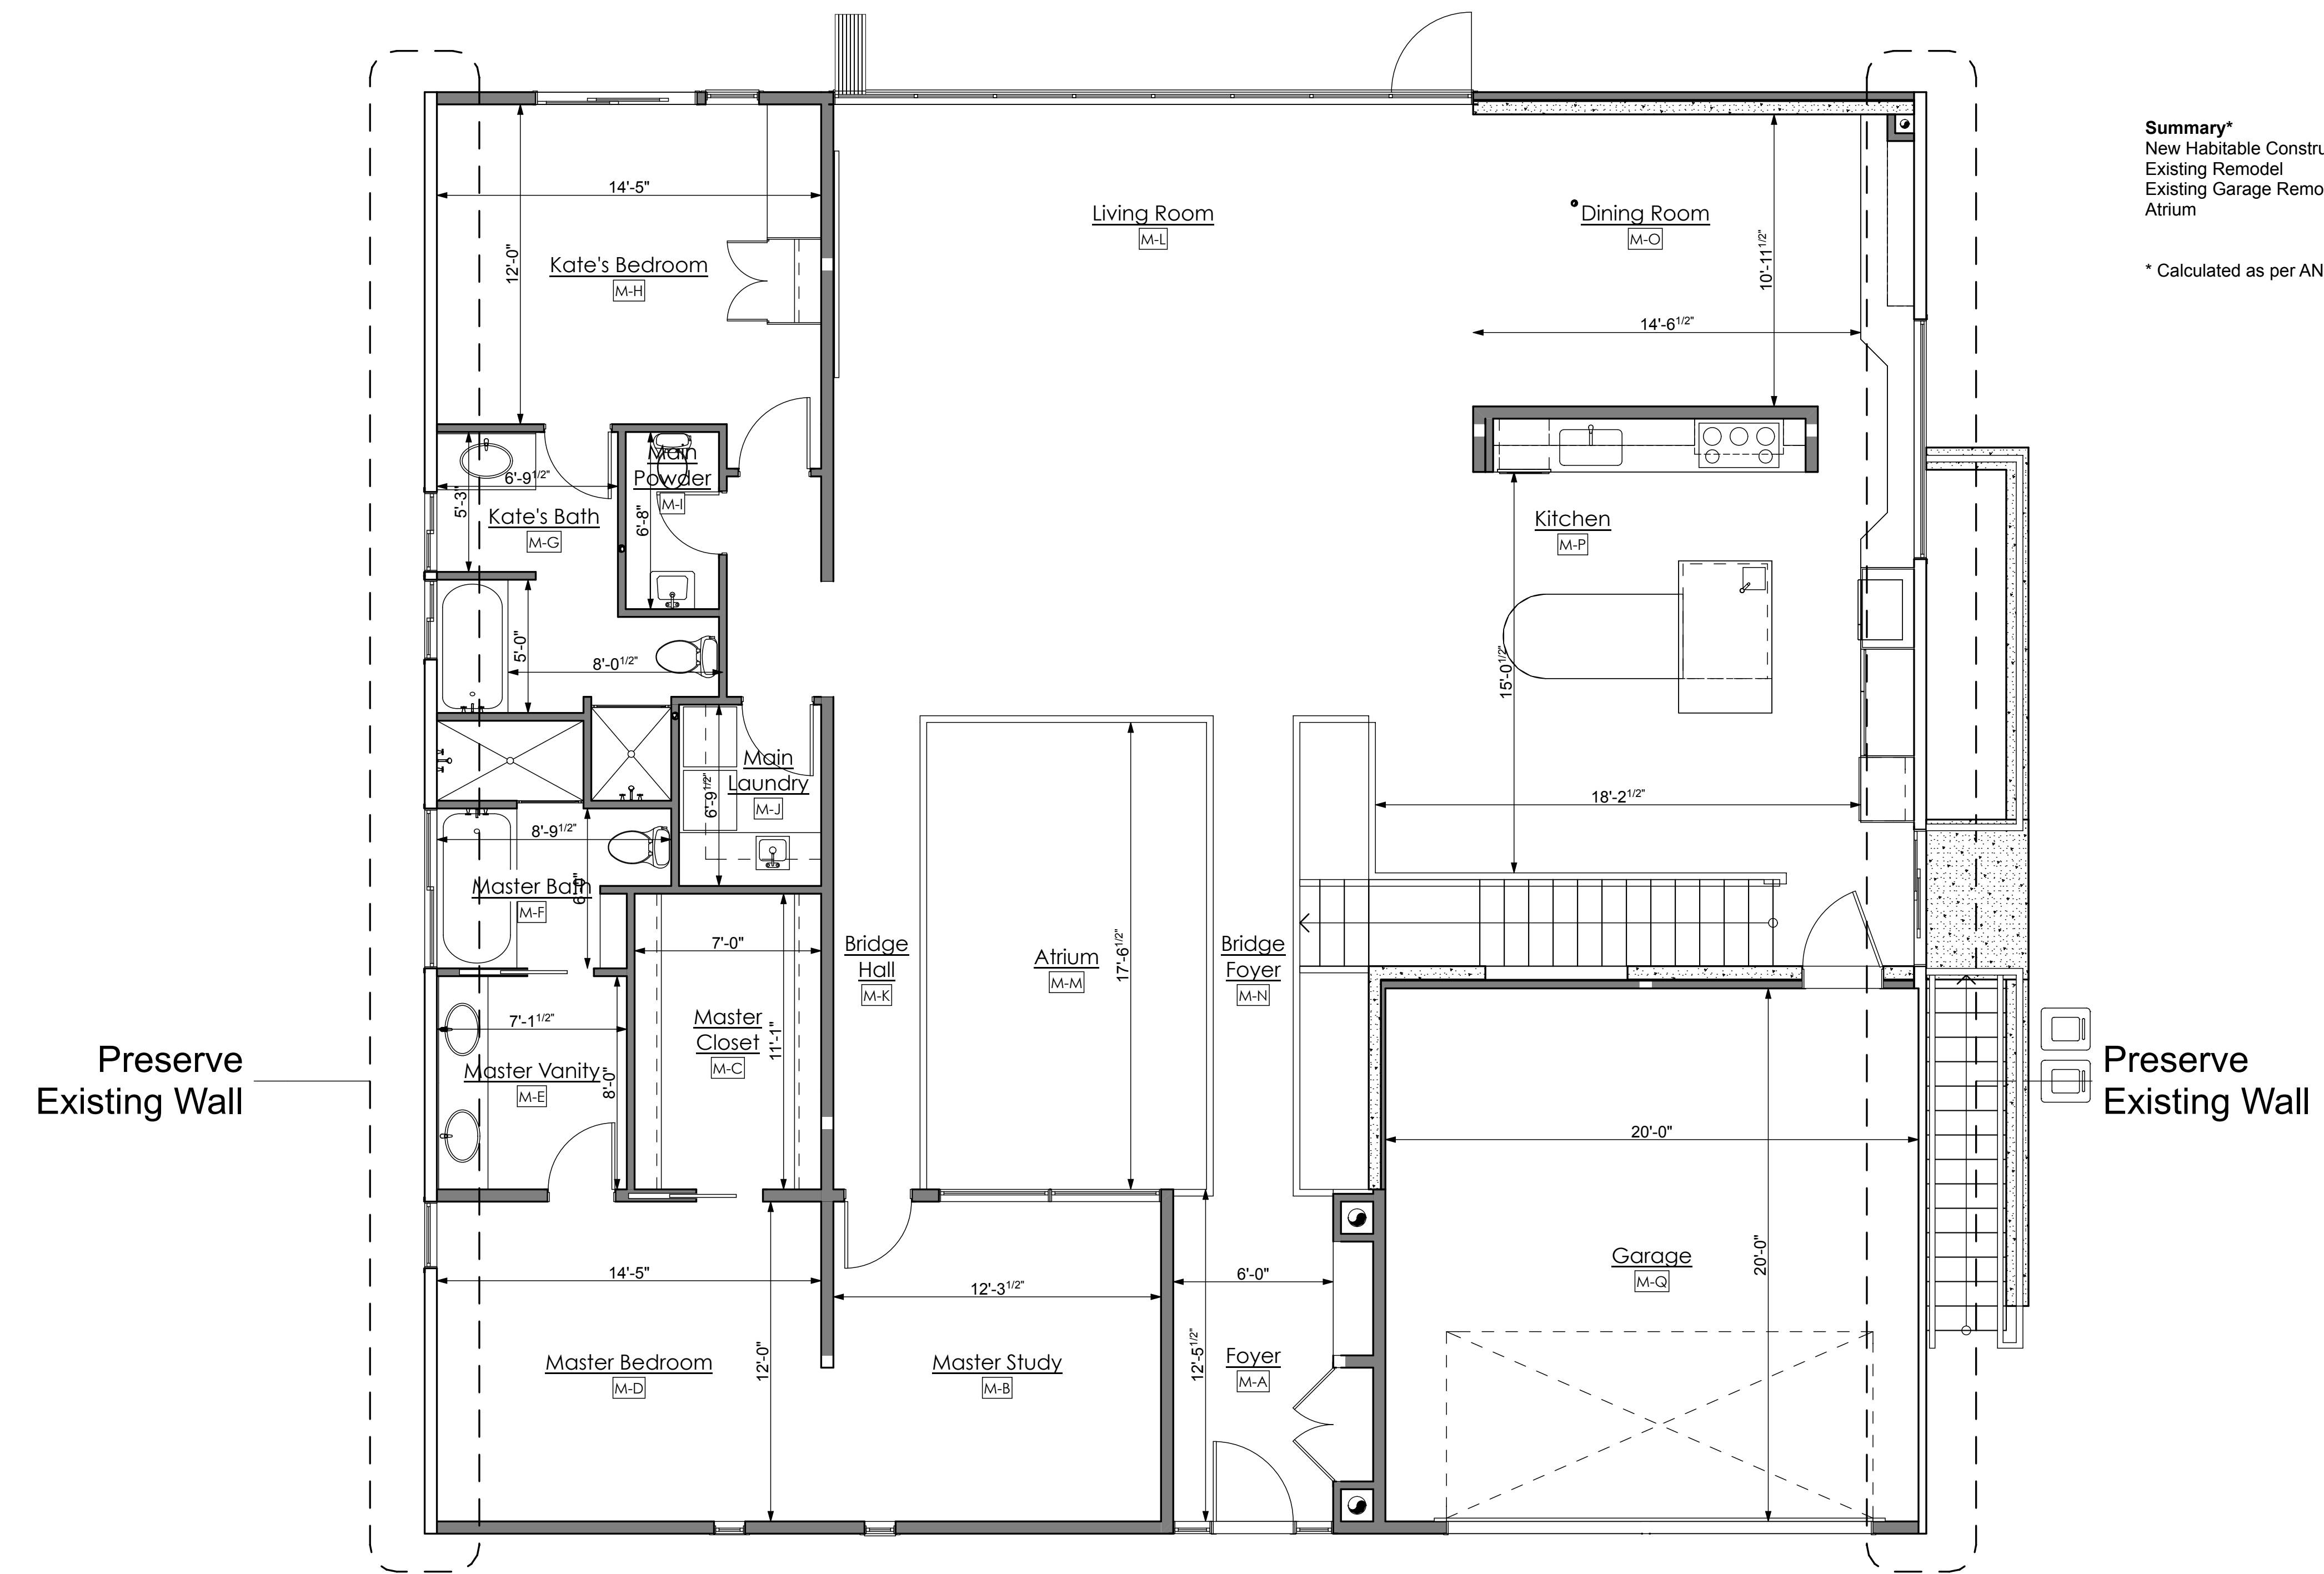 Summary*
New Habitable Constru
Existing Remodel
Existing Garage Remo
Atrium
* Calculated as per AN
14'-5"
12'-0"
Kate's Bedroom
M-H
Living Room
M-L
Dining Room
M-O
10'-11 1/2"
14'-6 1/2"
Main
Powder
M-I
6'-8"
6'-9 1/2"
5'-3"
Kate's Bath
M-G
5'-0"
8'-0 1/2"
Kitchen
M-P
15'-0 1/2"
18'-2 1/2"
Main
Laundry
M-J
6'-9 1/2"
8'-9 1/2"
Master Bath
M-F
6'-0"
7'-0"
Master
Closet
M-C
11'-1"
7'-1 1/2"
Master Vanity
M-E
8'-0"
Bridge
Hall
M-K
Atrium
M-M
17'-6 1/2"
Bridge
Foyer
M-N
Preserve
Existing Wall
Preserve
Existing Wall
20'-0"
Garage
M-Q
20'-0"
14'-5"
12'-0"
Master Bedroom
M-D
12'-3 1/2"
Master Study
M-B
6'-0"
12'-5 1/2"
Foyer
M-A